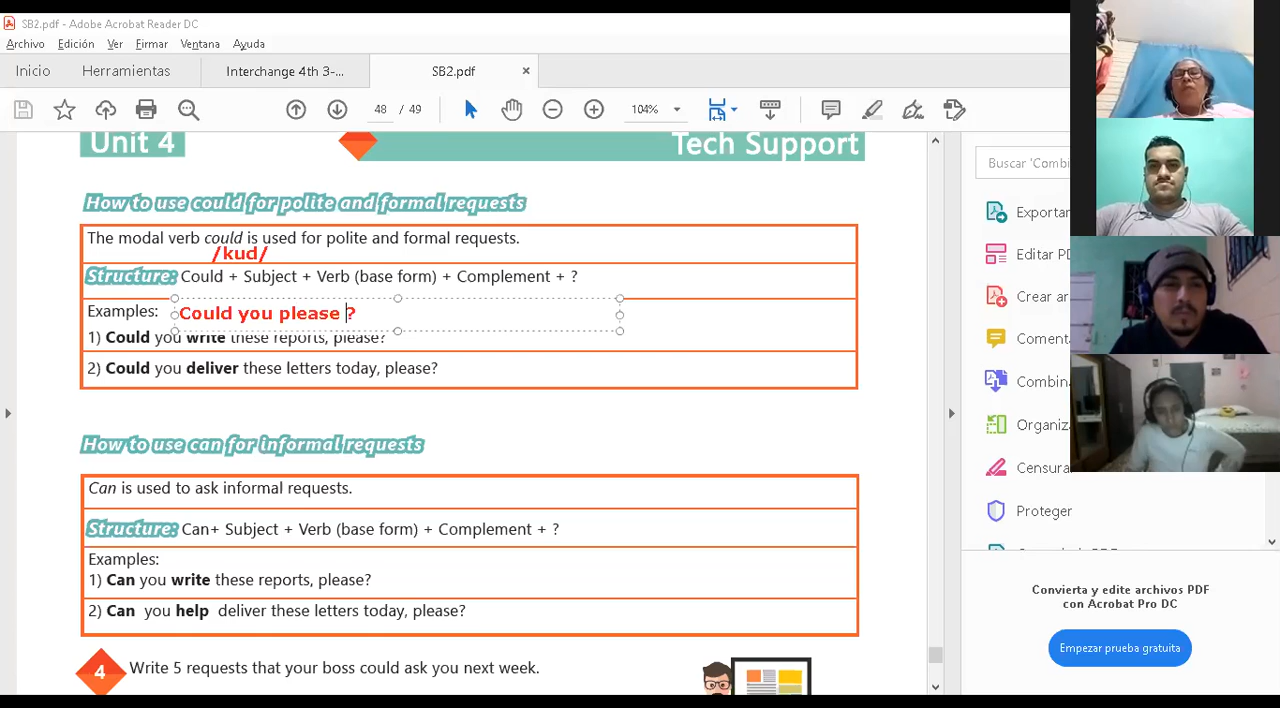 SB2.pdf - Adobe Acrobat Reader DC
Archivo Edición Ver Firmar Ventana Ayuda
Inicio Herramientas Interchange 4th 3-... SB2.pdf ×
48 / 49 104%
Unit 4 Tech Support
How to use could for polite and formal requests
The modal verb could is used for polite and formal requests.
/kud/
Structure: Could + Subject + Verb (base form) + Complement + ?
Examples:
Could you please ?
1) Could you write these reports, please?
2) Could you deliver these letters today, please?
How to use can for informal requests
Can is used to ask informal requests.
Structure: Can+ Subject + Verb (base form) + Complement + ?
Examples:
1) Can you write these reports, please?
2) Can you help deliver these letters today, please?
4 Write 5 requests that your boss could ask you next week.
Buscar 'Combi
Exportar
Editar PD
Crear ar
Comenta
Combin
Organiz
Censura
Proteger
Convierta y edite archivos PDF
con Acrobat Pro DC
Empezar prueba gratuita